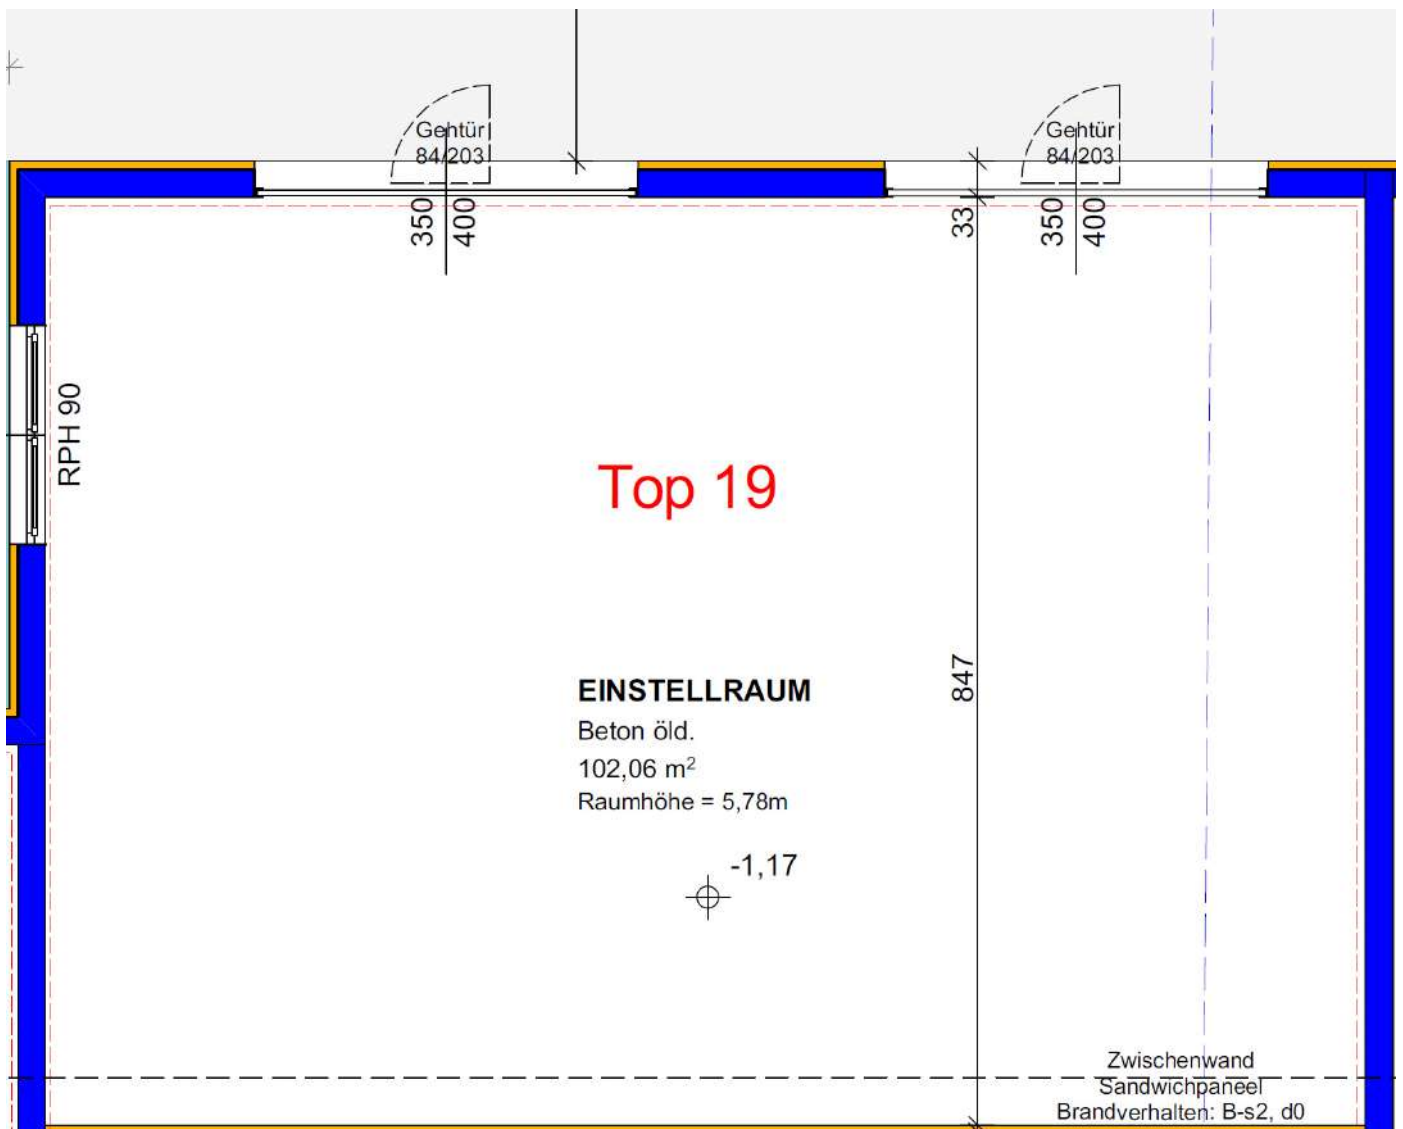 Gehtür
84/203
Gehtür
84/203
350
400
33
350
400
RPH 90
Top 19
847
EINSTELLRAUM
Beton öld.
102,06 m²
Raumhöhe = 5,78m
-1,17
Zwischenwand
Sandwichpaneel
Brandverhalten: B-s2, d0